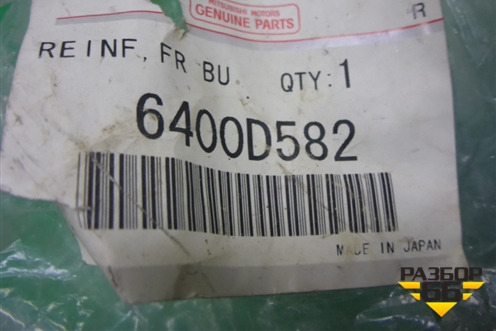 MITSUBISHI MOTORS
GENUINE PARTS
R
REINF, FR BU QTY: 1
6400D582
MADE IN JAPAN
РАЗБОР
66